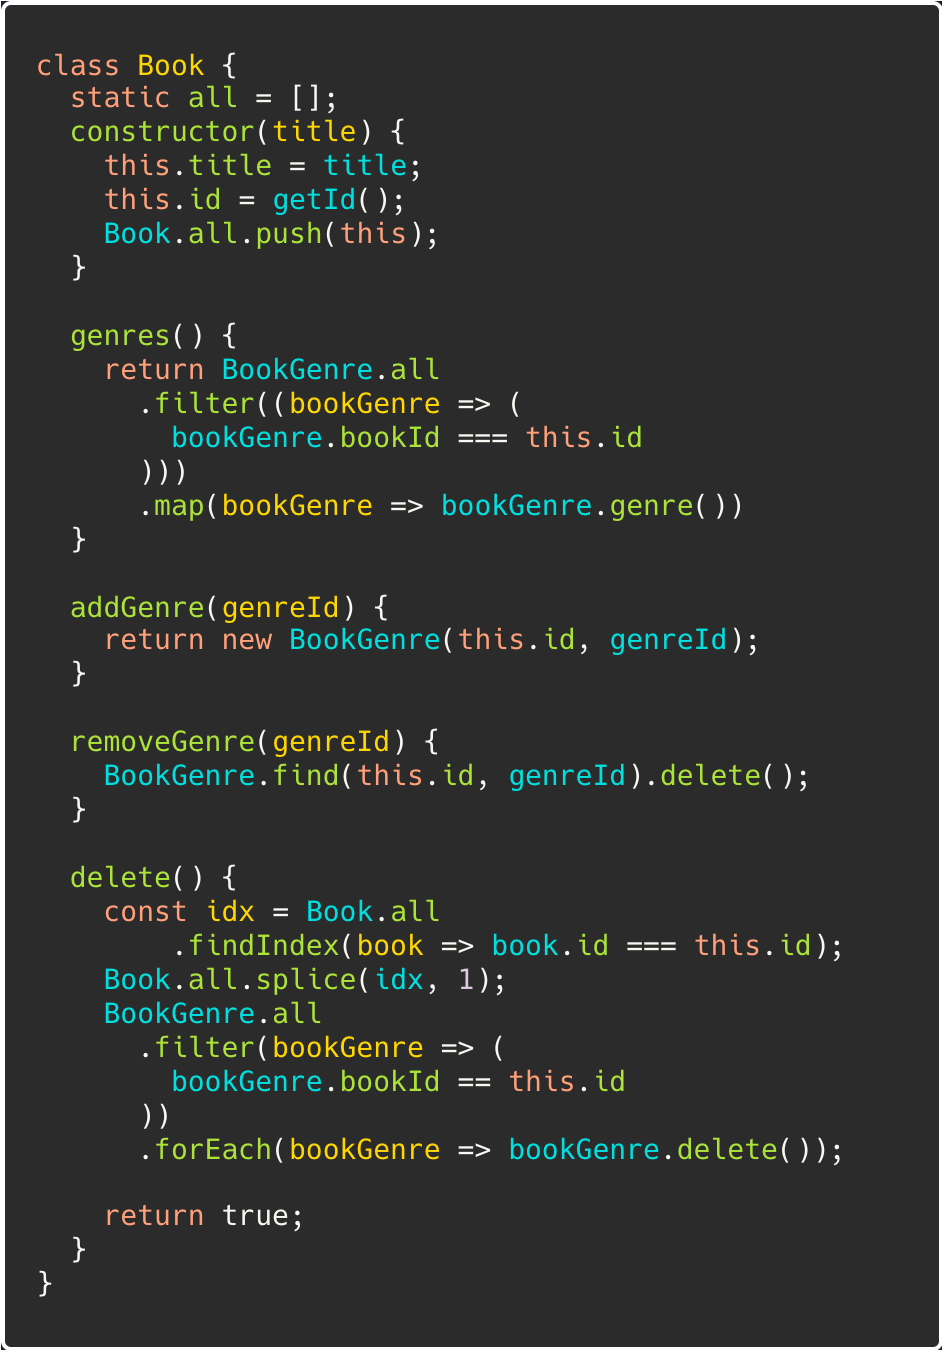 class Book {
  static all = [];
  constructor(title) {
    this.title = title;
    this.id = getId();
    Book.all.push(this);
  }

  genres() {
    return BookGenre.all
      .filter((bookGenre => (
        bookGenre.bookId === this.id
      )))
      .map(bookGenre => bookGenre.genre())
  }

  addGenre(genreId) {
    return new BookGenre(this.id, genreId);
  }

  removeGenre(genreId) {
    BookGenre.find(this.id, genreId).delete();
  }

  delete() {
    const idx = Book.all
        .findIndex(book => book.id === this.id);
    Book.all.splice(idx, 1);
    BookGenre.all
      .filter(bookGenre => (
        bookGenre.bookId == this.id
      ))
      .forEach(bookGenre => bookGenre.delete());

    return true;
  }
}